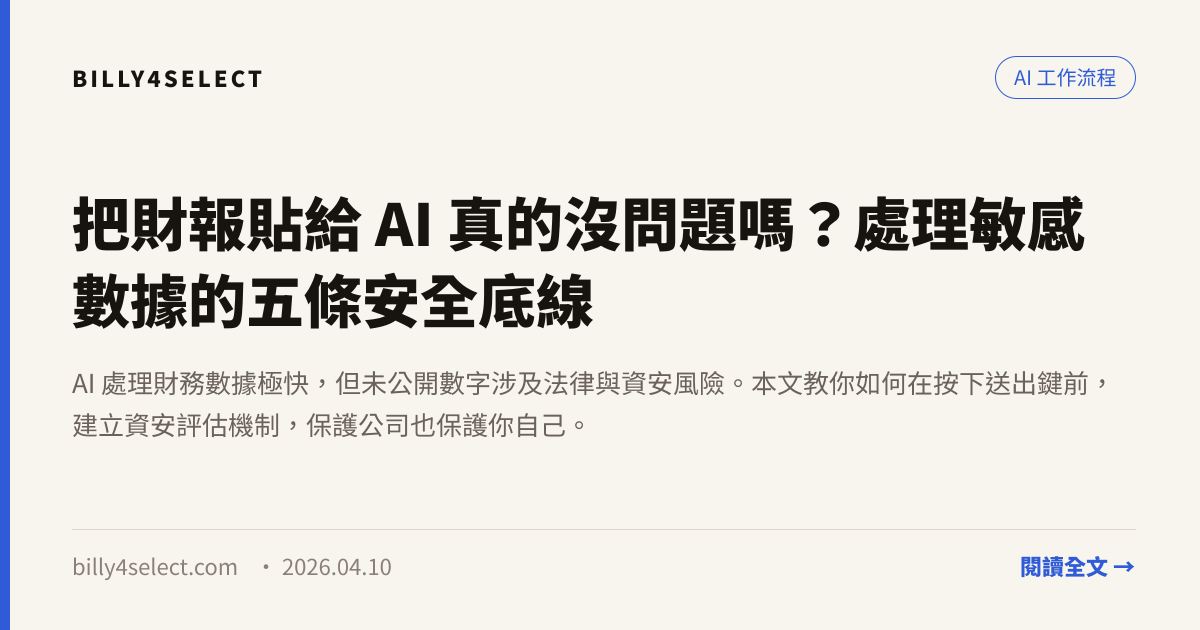 BILLY4SELECT
AI 工作流程
把財報貼給 AI 真的沒問題嗎？處理敏感
數據的五條安全底線
AI 處理財務數據極快，但未公開數字涉及法律與資安風險。本文教你如何在按下送出鍵前，
建立資安評估機制，保護公司也保護你自己。
billy4select.com ・ 2026.04.10
閱讀全文 →